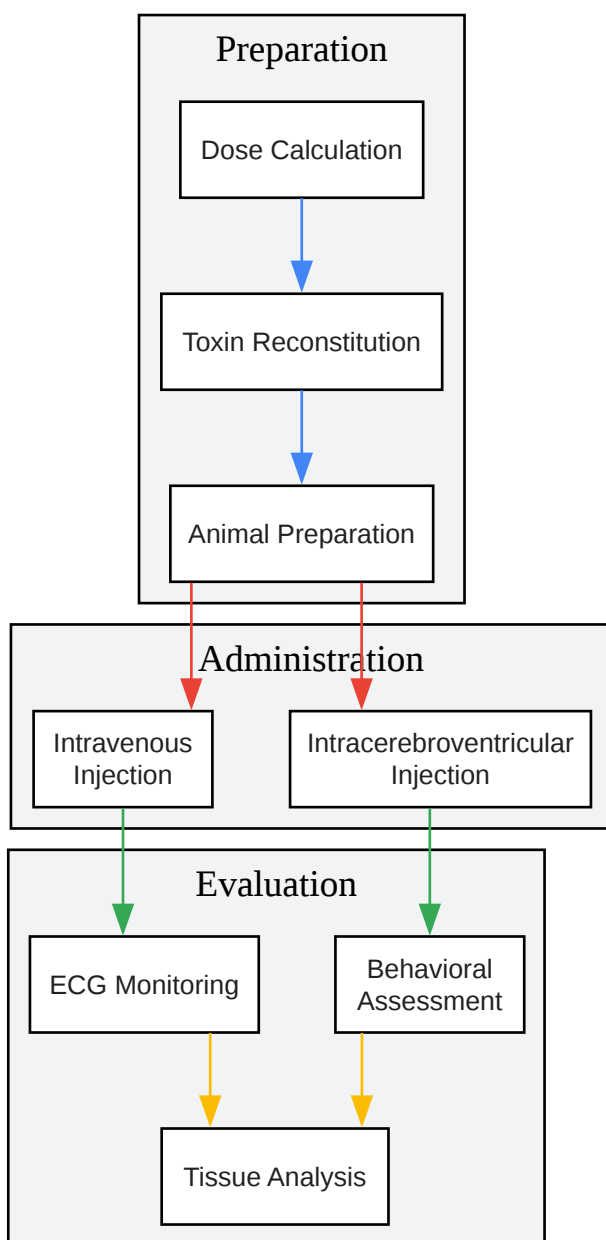 Preparation
Dose Calculation
Toxin Reconstitution
Animal Preparation
Administration
Intravenous
Injection
Intracerebroventricular
Injection
Evaluation
ECG Monitoring
Behavioral
Assessment
Tissue Analysis